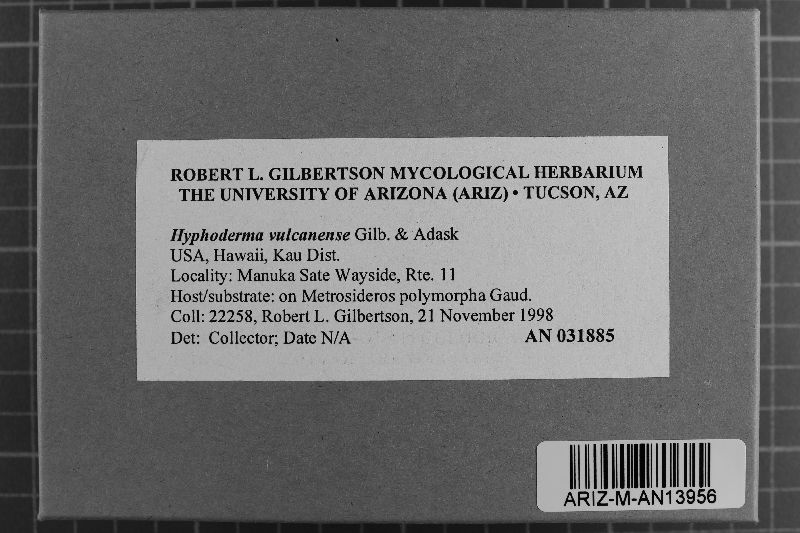 ROBERT L. GILBERTSON MYCOLOGICAL HERBARIUM
THE UNIVERSITY OF ARIZONA (ARIZ) • TUCSON, AZ
Hyphoderma vulcanense Gilb. & Adask
USA, Hawaii, Kau Dist.
Locality: Manuka Sate Wayside, Rte. 11
Host/substrate: on Metrosideros polymorpha Gaud.
Coll: 22258, Robert L. Gilbertson, 21 November 1998
Det: Collector; Date N/A AN 031885
ARIZ-M-AN13956